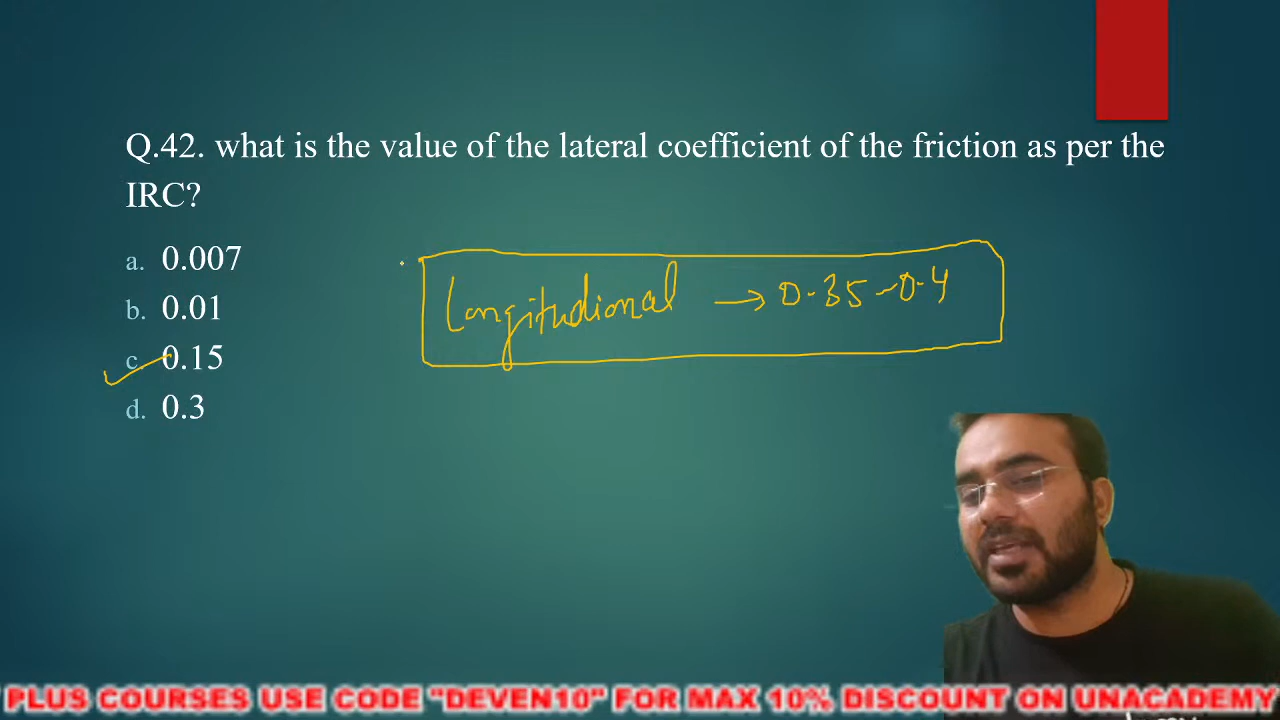 Q.42. what is the value of the lateral coefficient of the friction as per the
IRC?
a. 0.007
b. 0.01
c. 0.15
d. 0.3
Longitudional → 0.35-0.4
PLUS COURSES USE CODE "DEVEN10" FOR MAX 10% DISCOUNT ON UNACADEMY